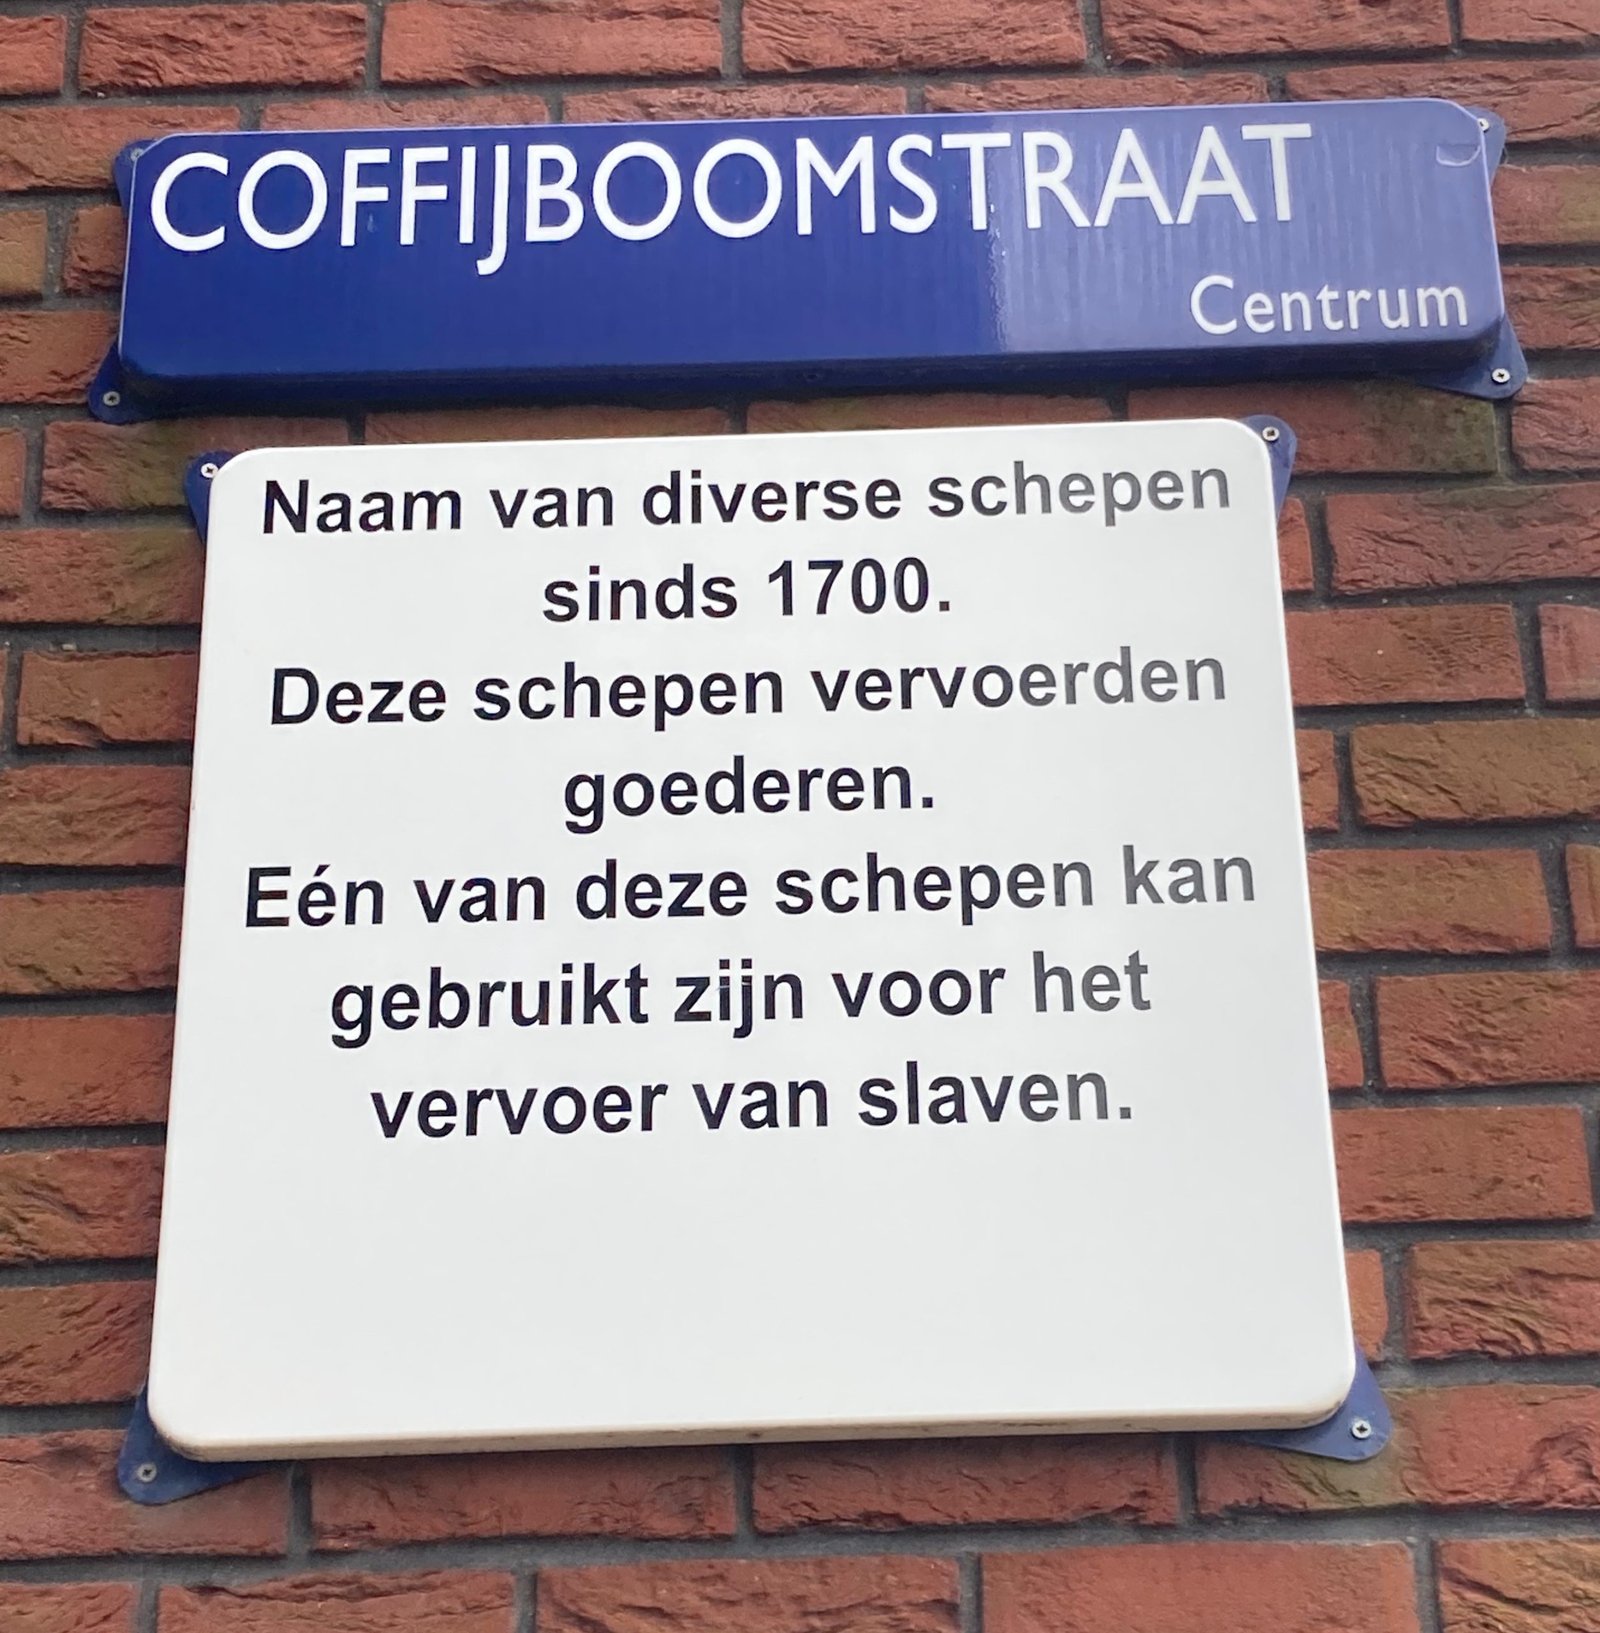 COFFIJBOOMSTRAAT
Centrum
Naam van diverse schepen
sinds 1700.
Deze schepen vervoerden
goederen.
Eén van deze schepen kan
gebruikt zijn voor het
vervoer van slaven.